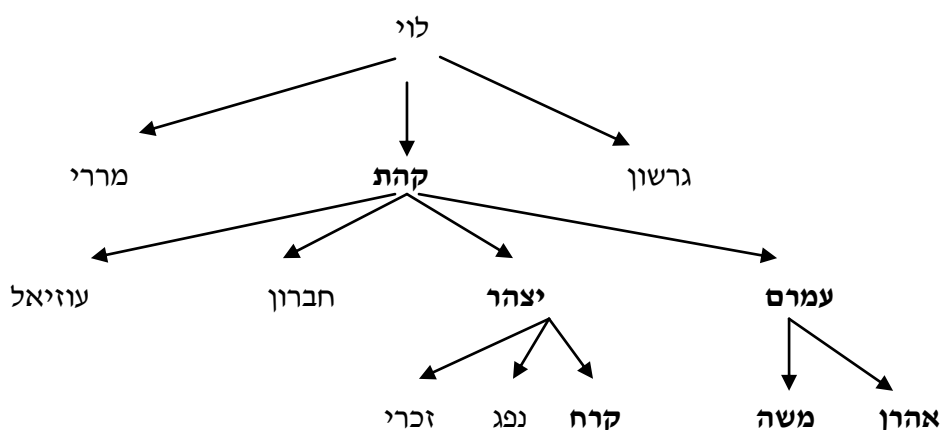 לוי
גרשון קהת מררי
עמרם יצהר חברון עוזיאל
אהרן משה קרח נפג זכרי